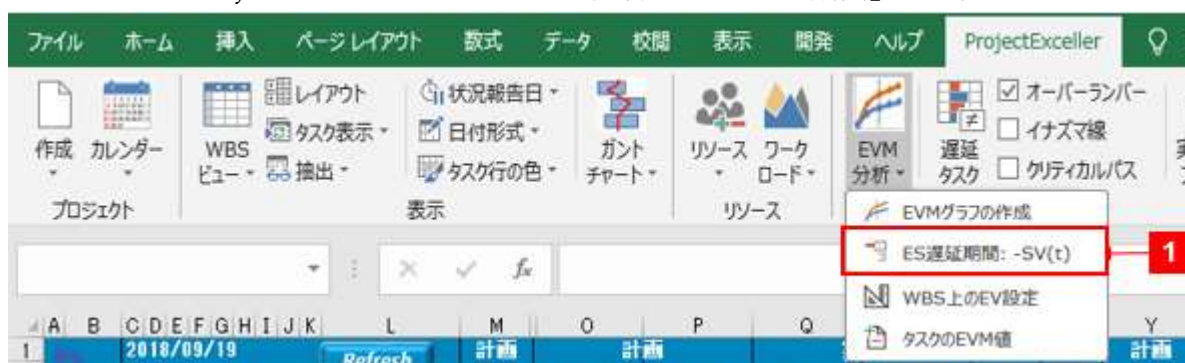 ファイル ホーム 挿入 ページ レイアウト 数式 データ 校閲 表示 開発 ヘルプ ProjectExceller
作成
カレンダー
プロジェクト
WBS
ビュー
レイアウト
タスク表示
抽出
状況報告日
日付形式
タスク行の色
ガント
チャート
表示
リソース
ワーク
ロード
リソース
EVM
分析
遅延
タスク
オーバーランバー
イナズマ線
クリティカルパス
EVMグラフの作成
ES遅延期間: -SV(t)
1
WBS上のEV設定
タスクのEVM値
fx
A B C D E F G H I J K L M O P Q Y
1 2018/09/19 Refresh 計画 計画 計画